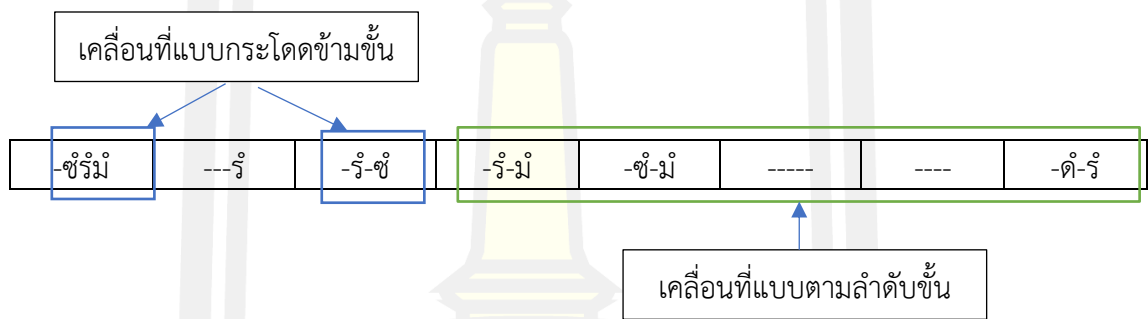 เคลื่อนที่แบบกระโดดข้ามขั้น
-ซํรํมํ ---รํ -รํ-ซํ -รํ-มํ -ซํ-มํ ----- ---- -ดํ-รํ
เคลื่อนที่แบบตามลำดับขั้น